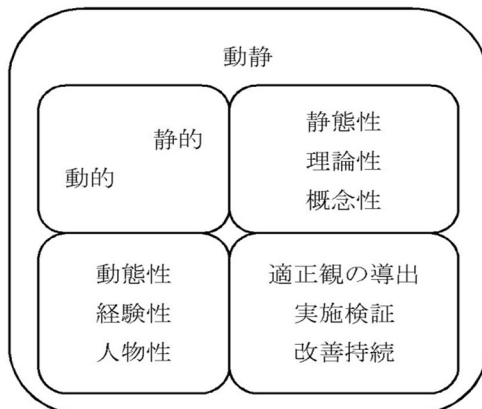 動静
静的
動的
静態性
理論性
概念性
動態性
経験性
人物性
適正観の導出
実施検証
改善持続